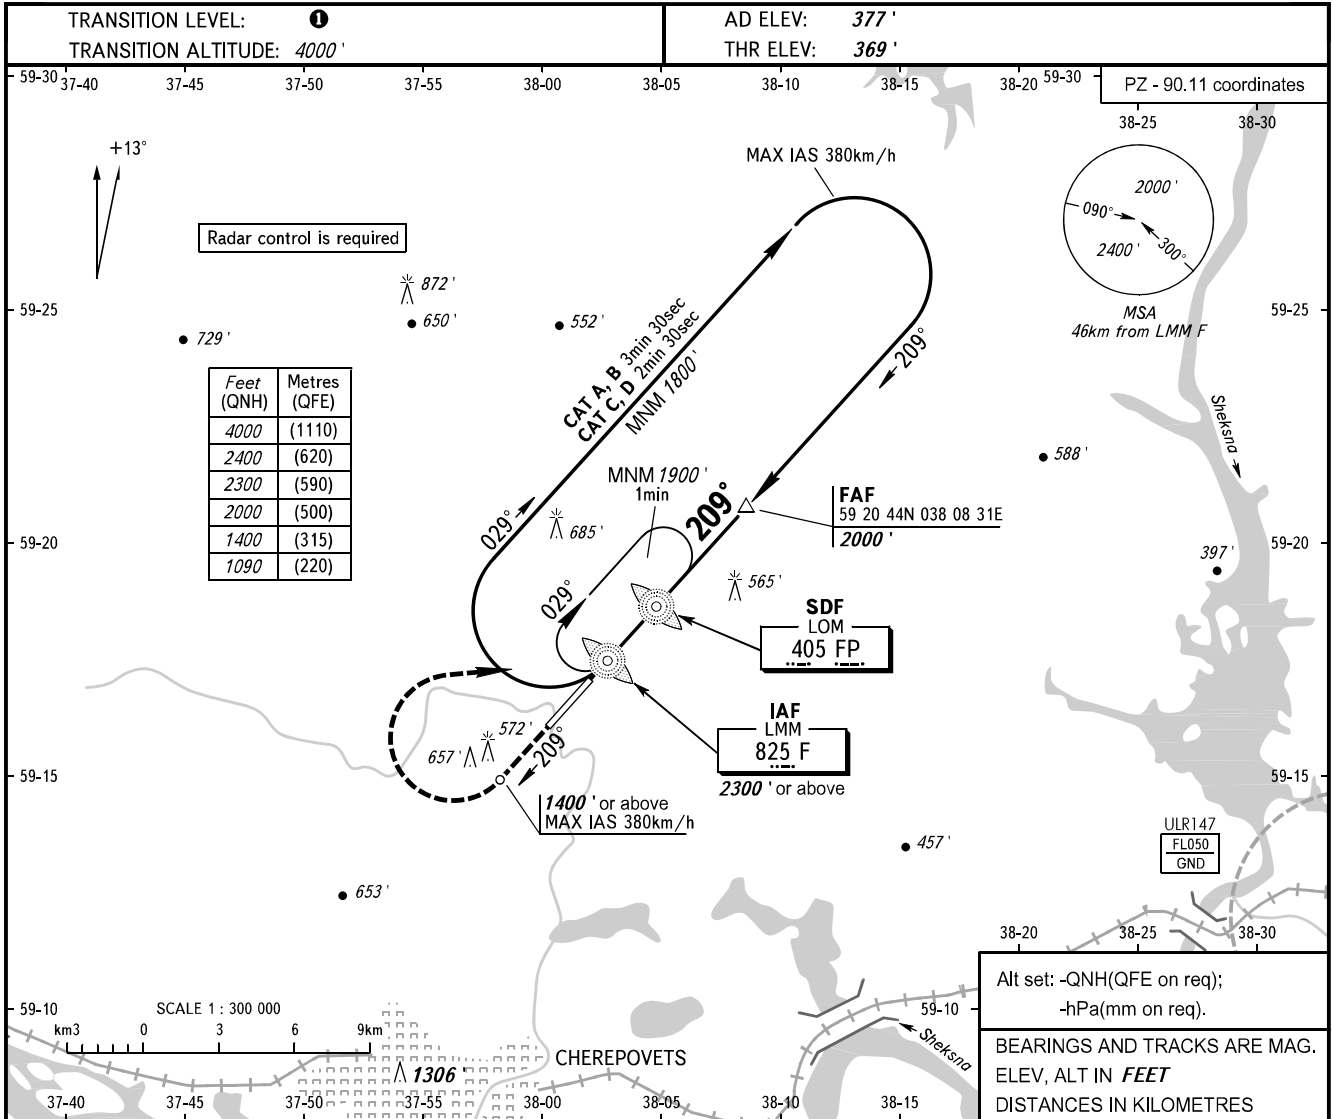 TRANSITION LEVEL: ❶
TRANSITION ALTITUDE: 4000 '
AD ELEV: 377 '
THR ELEV: 369 '
59-30
37-40
37-45
37-50
37-55
38-00
38-05
38-10
38-15
38-20
59-30
PZ - 90.11 coordinates
38-25
38-30
+13°
MAX IAS 380km/h
2000 '
090°
2400 '
300°
MSA
46km from LMM F
Radar control is required
872 '
650 '
552 '
729 '
59-25
59-25
CAT A, B 3min 30sec
CAT C, D 2min 30sec
MNM 1800'
209°
Feet
(QNH)
Metres
(QFE)
4000 (1110)
2400 (620)
2300 (590)
2000 (500)
1400 (315)
1090 (220)
Sheksna
588 '
MNM 1900 '
1min
209°
FAF
59 20 44N 038 08 31E
2000 '
029°
685 '
59-20
59-20
397 '
565 '
029°
SDF
LOM
405 FP
IAF
LMM
825 F
2300 ' or above
572 '
657 '
209°
59-15
59-15
1400 ' or above
MAX IAS 380km/h
ULR147
FL050
GND
457 '
653 '
38-20
38-25
38-30
Alt set: -QNH(QFE on req);
-hPa(mm on req).
59-10
59-10
SCALE 1 : 300 000
km3 0 3 6 9km
Sheksna
CHEREPOVETS
1306 '
BEARINGS AND TRACKS ARE MAG.
ELEV, ALT IN FEET
DISTANCES IN KILOMETRES
37-40
37-45
37-50
37-55
38-00
38-05
38-10
38-15